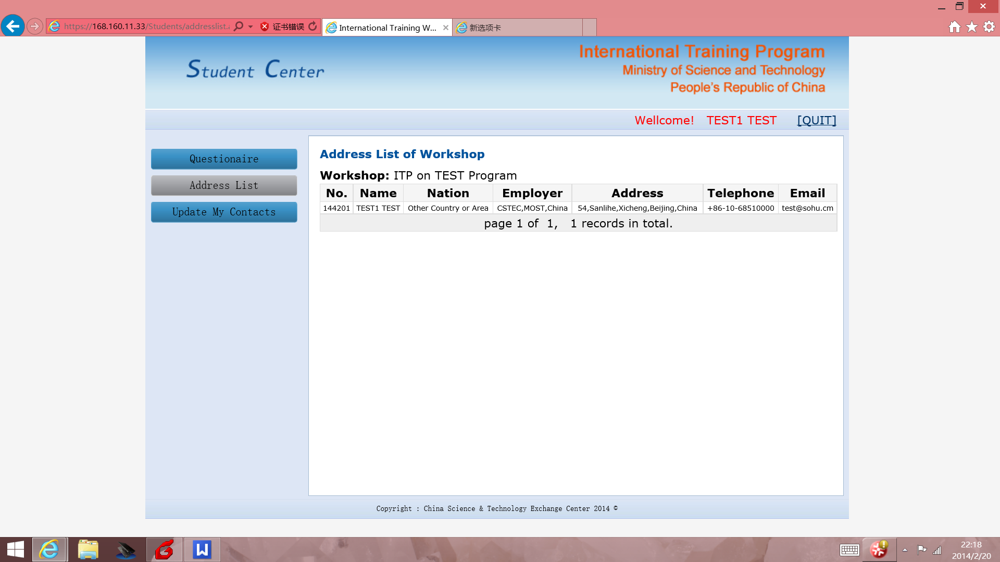 https://168.160.11.33/Students/addresslist.a
证书错误
International Training W...
新选项卡
Student Center
International Training Program
Ministry of Science and Technology
People's Republic of China
Wellcome! TEST1 TEST [QUIT]
Questionaire
Address List
Update My Contacts
Address List of Workshop
Workshop: ITP on TEST Program
No. Name Nation Employer Address Telephone Email
144201 TEST1 TEST Other Country or Area CSTEC,MOST,China 54,Sanlihe,Xicheng,Beijing,China +86-10-68510000 test@sohu.cm
page 1 of 1, 1 records in total.
Copyright : China Science & Technology Exchange Center 2014 ©
W
22:18
2014/2/20